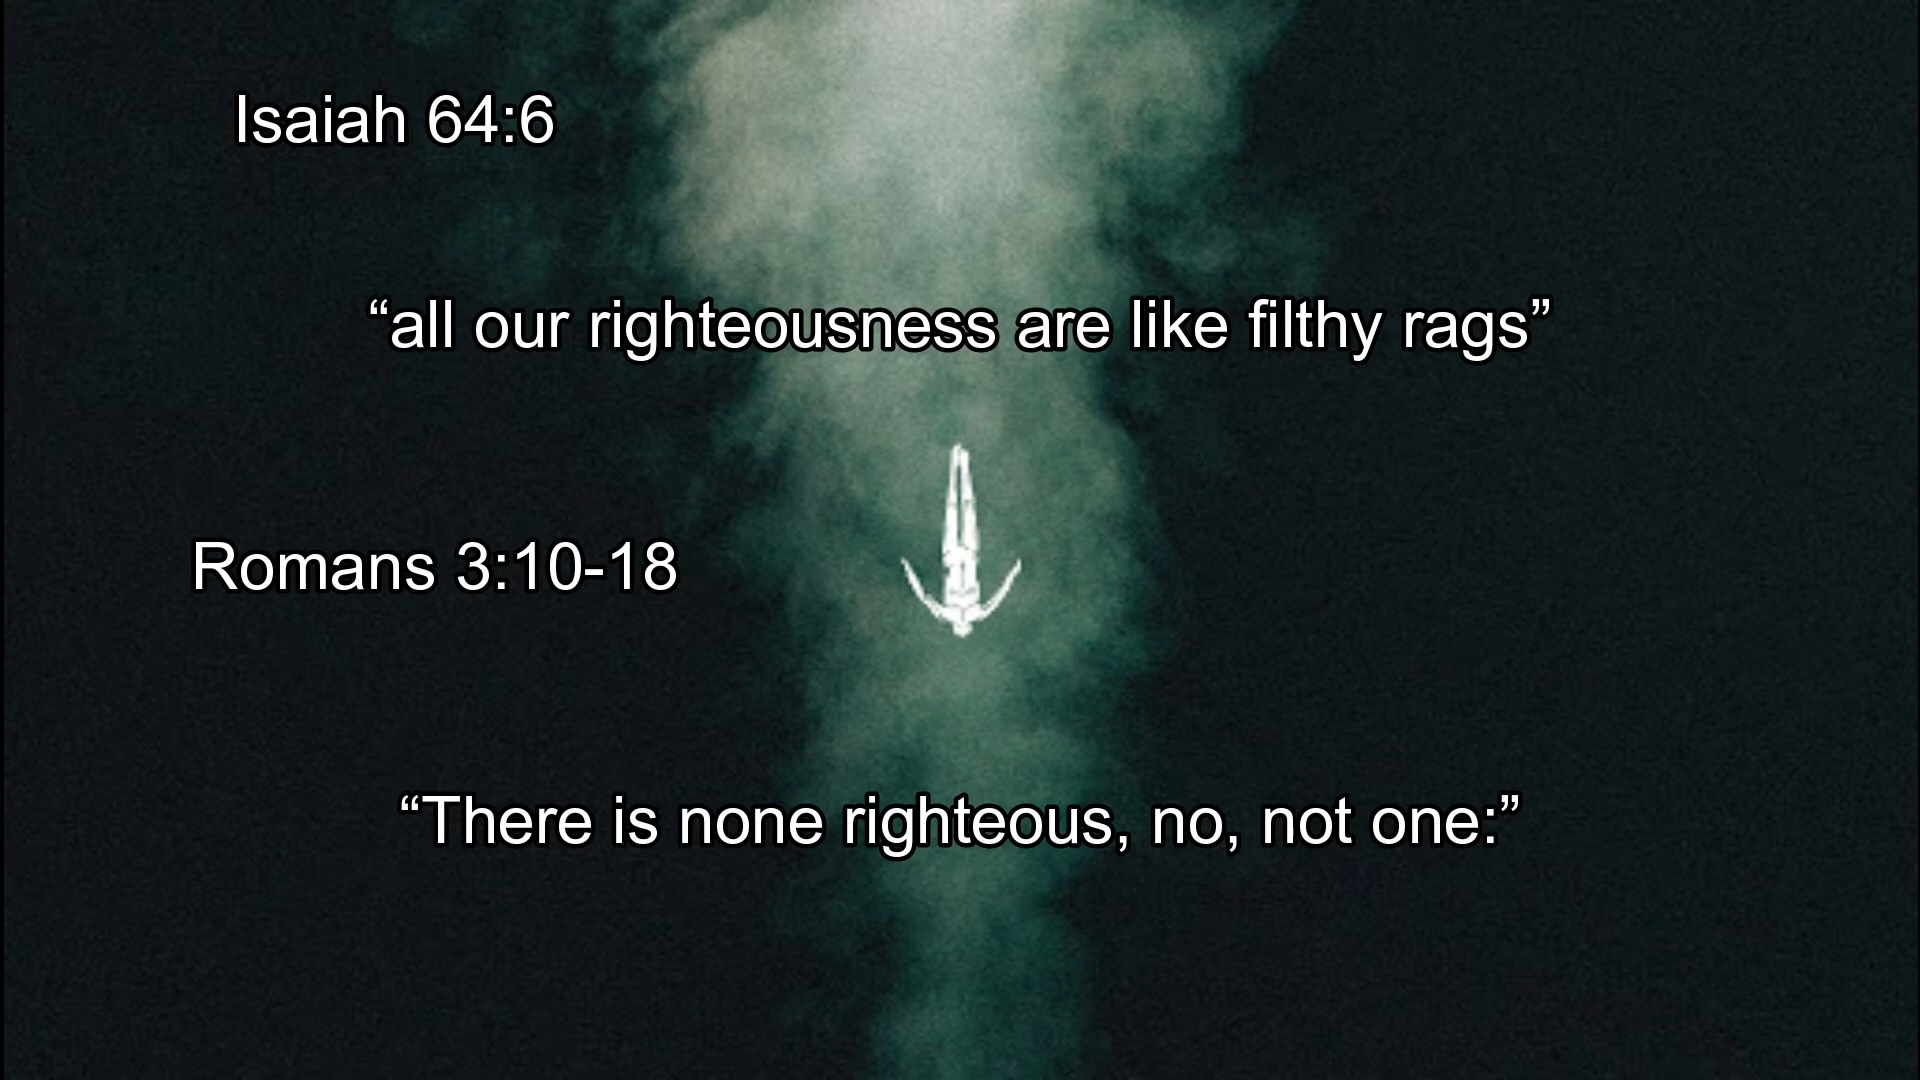 Isaiah 64:6
“all our righteousness are like filthy rags”
Romans 3:10-18
“There is none righteous, no, not one:”